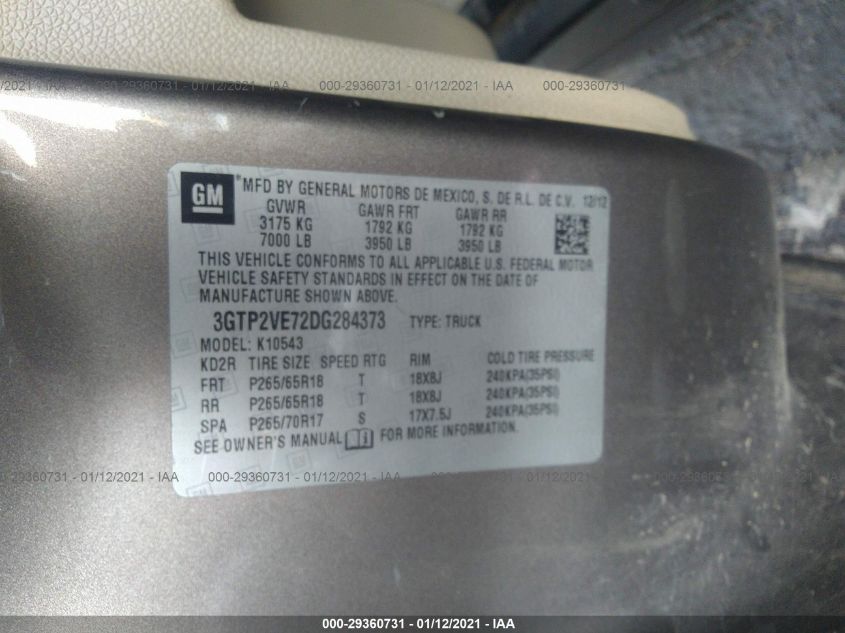 /2021 - IAA 000-29360731 - 01/12/2021 - IAA 000-29360731 - 01/12/2021 - IAA 000-29360731
GM
*MFD BY GENERAL MOTORS DE MEXICO, S. DE R.L. DE C.V. 12/12
GVWR GAWR FRT GAWR RR
3175 KG 1792 KG 1792 KG
7000 LB 3950 LB 3950 LB
THIS VEHICLE CONFORMS TO ALL APPLICABLE U.S. FEDERAL MOTOR
VEHICLE SAFETY STANDARDS IN EFFECT ON THE DATE OF
MANUFACTURE SHOWN ABOVE.
3GTP2VE72DG284373 TYPE: TRUCK
MODEL: K10543
KD2R TIRE SIZE SPEED RTG RIM COLD TIRE PRESSURE
FRT P265/65R18 T 18X8J 240KPA(35PSI)
RR P265/65R18 T 18X8J 240KPA(35PSI)
SPA P265/70R17 S 17X7.5J 240KPA(35PSI)
SEE OWNER'S MANUAL FOR MORE INFORMATION.
/2021 - IAA 000-29360731 - 01/12/2021 - IAA 000-29360731 - 01/12/2021 - IAA 000-29360731
000-29360731 - 01/12/2021 - IAA